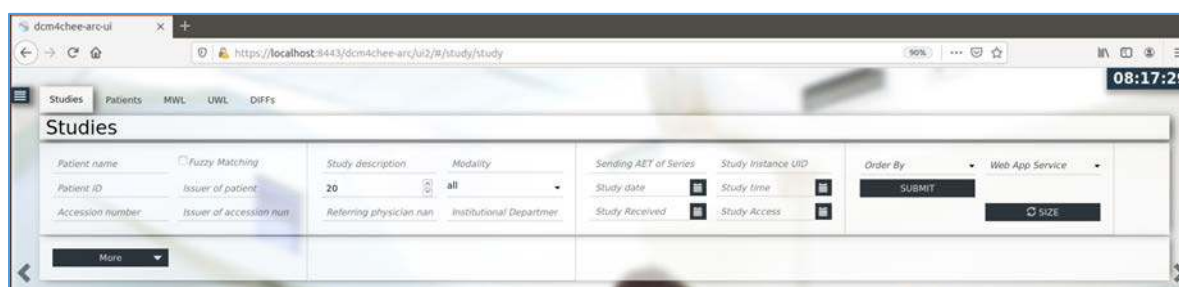 dcm4chee-arc-ui × +
https://localhost:8443/dcm4chee-arc/ui2/#/study/study 90%
08:17:29
Studies Patients MWL UWL DIFFs
Studies
Patient name Fuzzy Matching Study description Modality Sending AET of Series Study Instance UID Order By Web App Service
Patient ID Issuer of patient 20 all Study date Study time SUBMIT
Accession number Issuer of accession num Referring physician nan Institutional Departmer Study Received Study Access SIZE
More